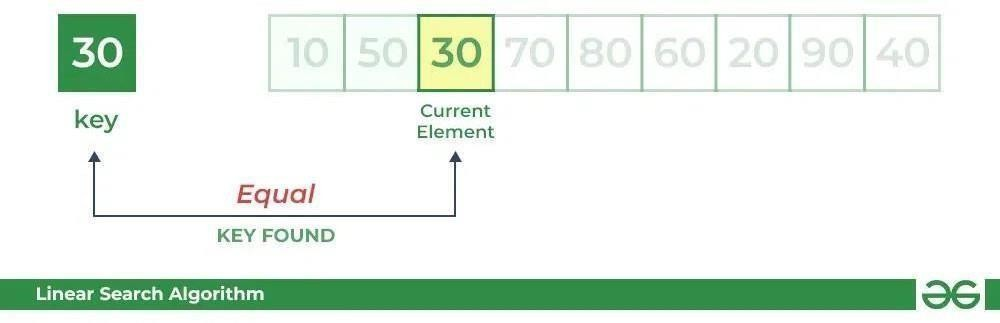 30 10 50 30 70 80 60 20 90 40
key
Current
Element
Equal
KEY FOUND
Linear Search Algorithm